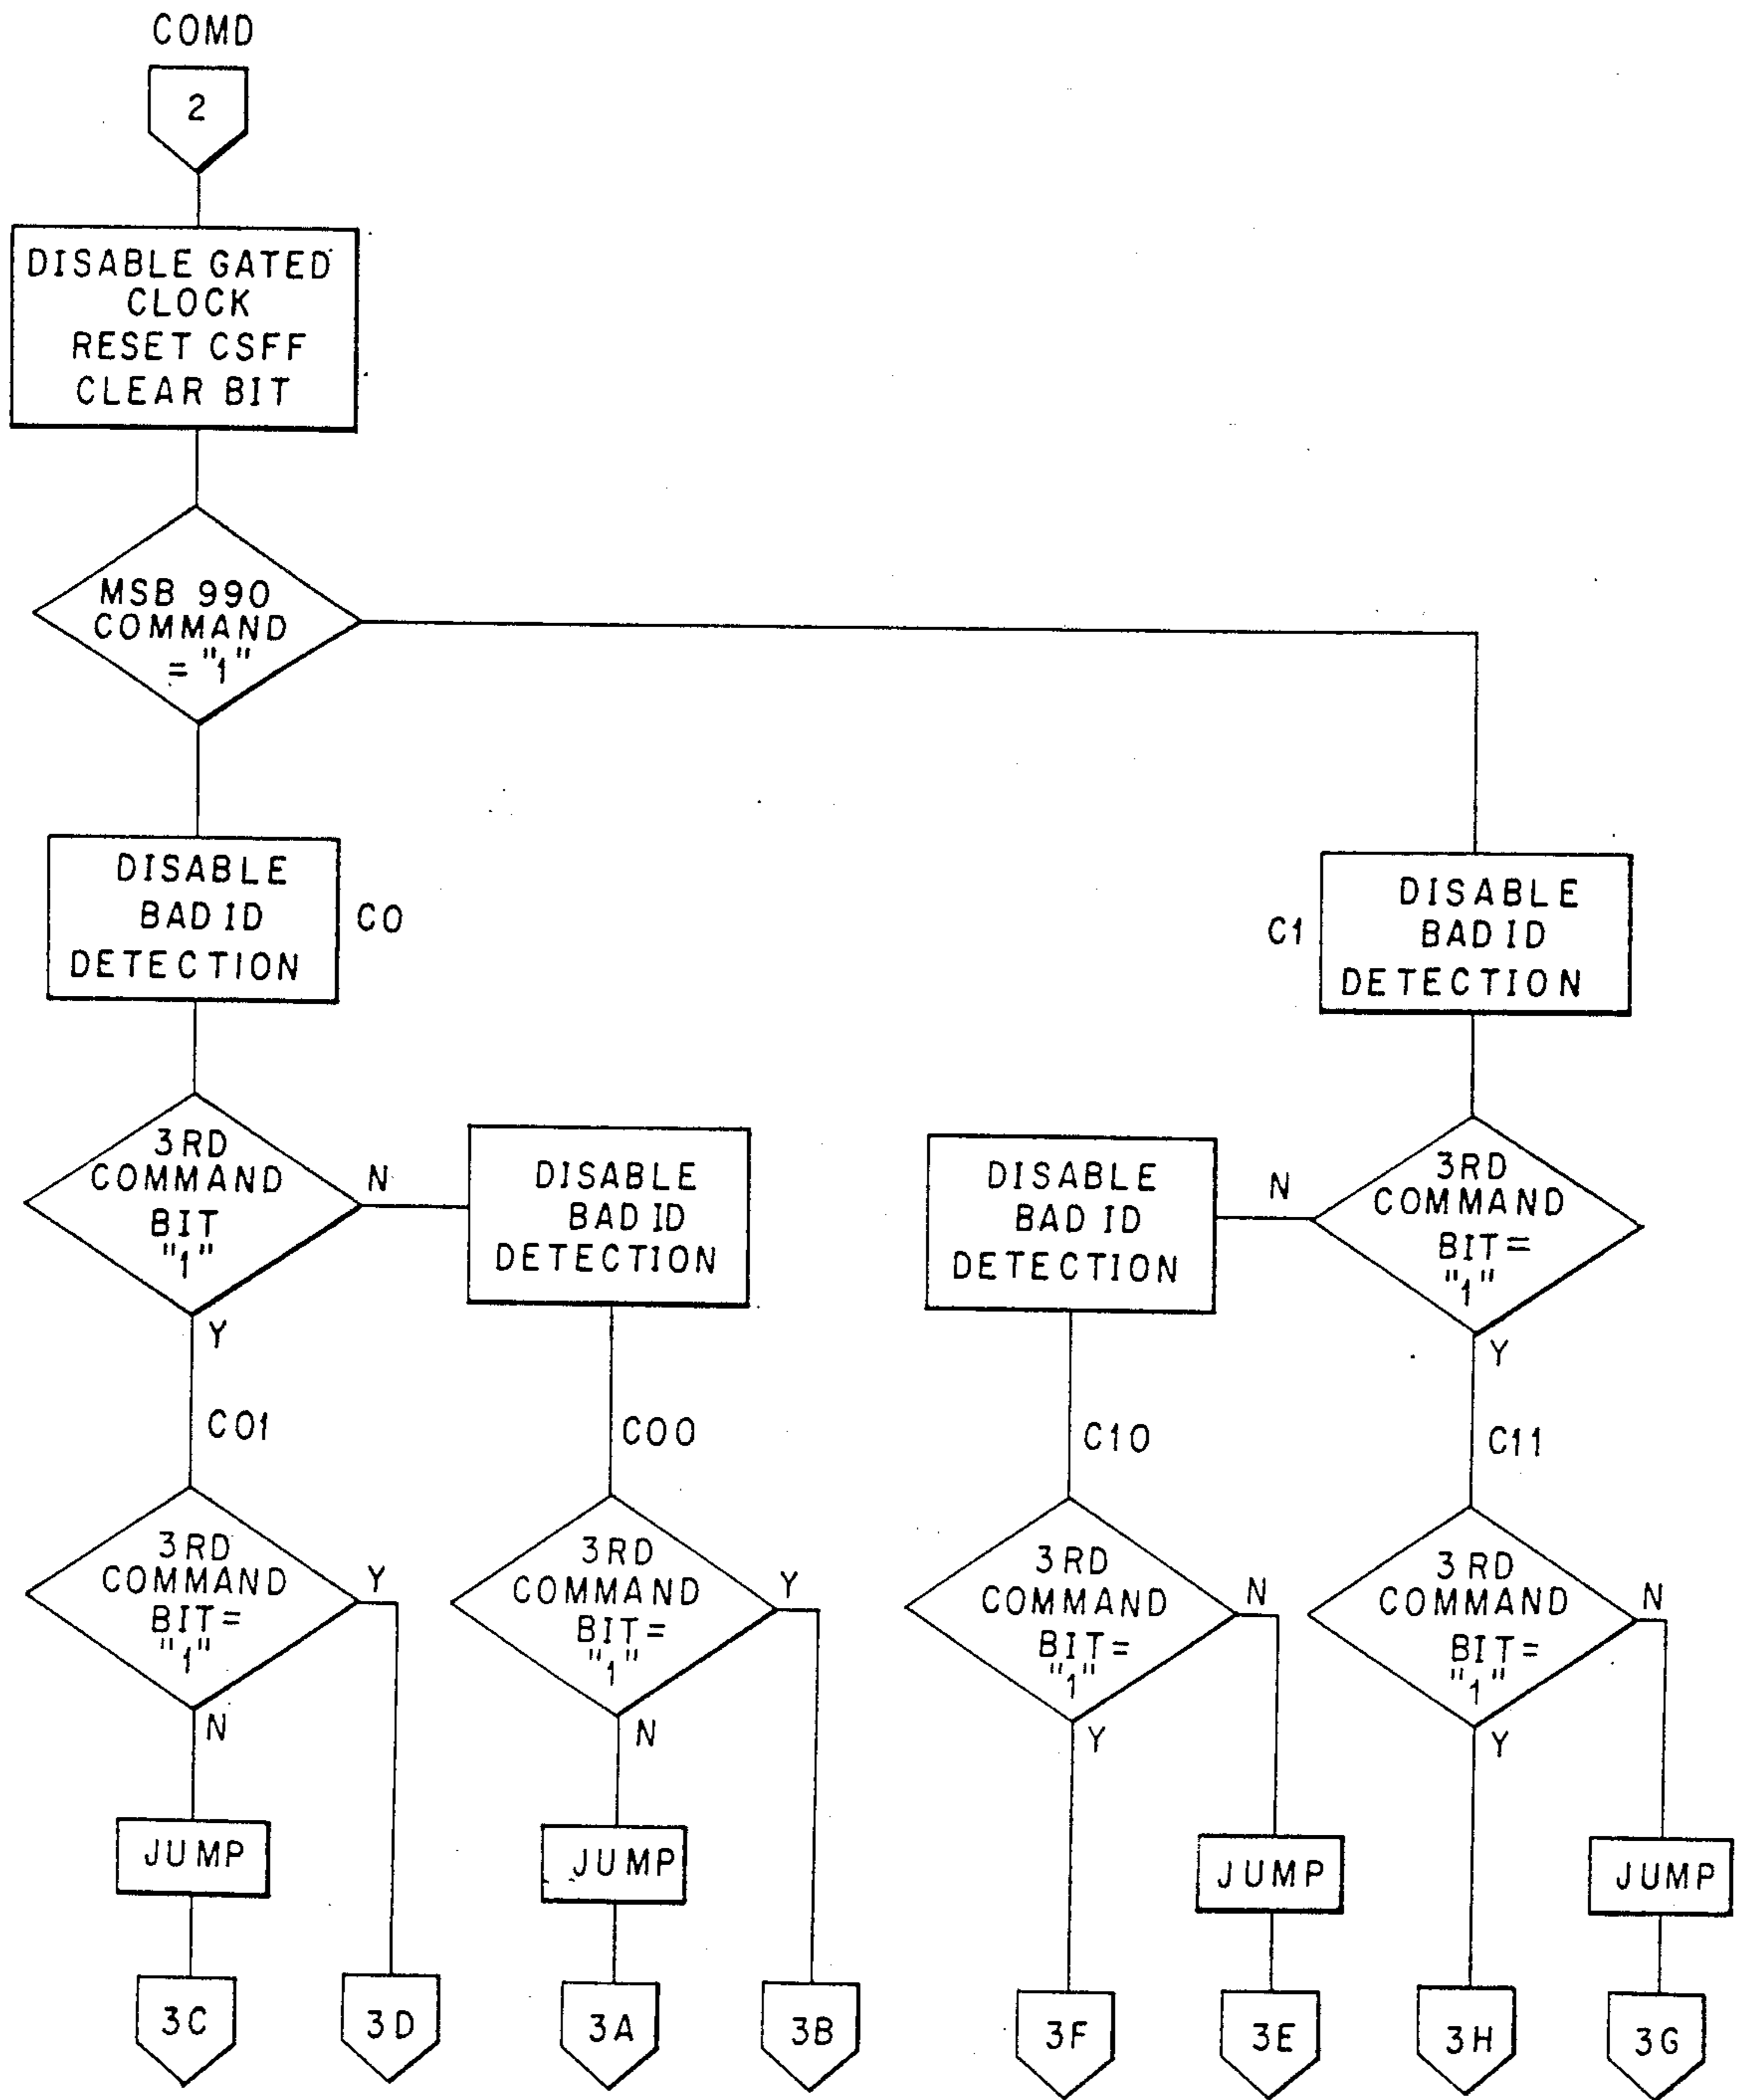 COMD
2
DISABLE GATED
CLOCK
RESET CSFF
CLEAR BIT
MSB 990
COMMAND
= "1"
DISABLE
BAD ID
DETECTION
C0
C1
DISABLE
BAD ID
DETECTION
3RD
COMMAND
BIT
"1"
N
Y
DISABLE
BAD ID
DETECTION
DISABLE
BAD ID
DETECTION
N
3RD
COMMAND
BIT=
"1"
Y
C01
C00
C10
C11
3RD
COMMAND
BIT=
"1"
Y
N
3RD
COMMAND
BIT=
"1"
Y
N
3RD
COMMAND
BIT=
"1"
N
Y
3RD
COMMAND
BIT=
"1"
N
Y
JUMP
JUMP
JUMP
JUMP
3C
3D
3A
3B
3F
3E
3H
3G